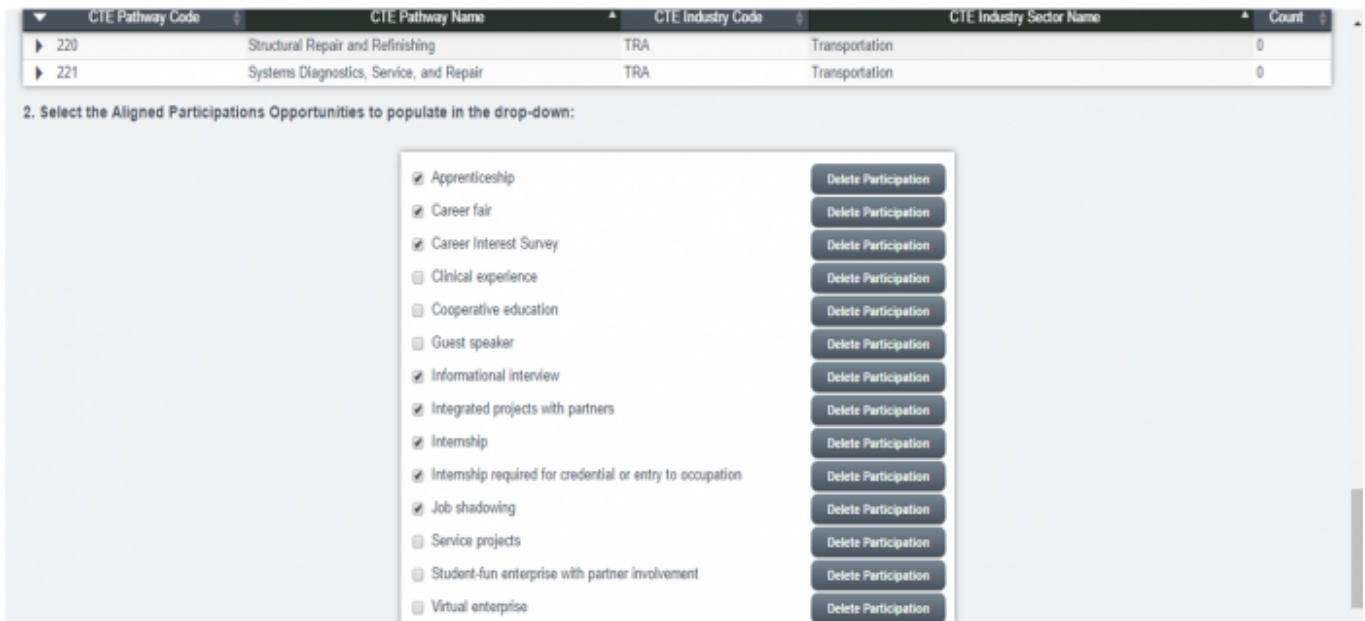 CTE Pathway Code CTE Pathway Name CTE Industry Code CTE Industry Sector Name Count
220 Structural Repair and Refinishing TRA Transportation 0
221 Systems Diagnostics, Service, and Repair TRA Transportation 0
2. Select the Aligned Participations Opportunities to populate in the drop-down:
Apprenticeship Delete Participation
Career fair Delete Participation
Career Interest Survey Delete Participation
Clinical experience Delete Participation
Cooperative education Delete Participation
Guest speaker Delete Participation
Informational interview Delete Participation
Integrated projects with partners Delete Participation
Internship Delete Participation
Internship required for credential or entry to occupation Delete Participation
Job shadowing Delete Participation
Service projects Delete Participation
Student-fun enterprise with partner involvement Delete Participation
Virtual enterprise Delete Participation